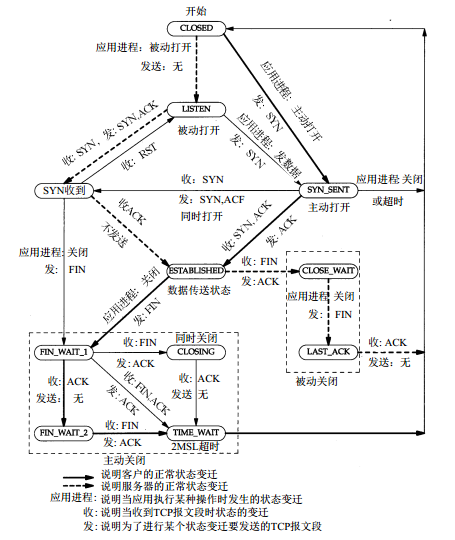 开始
CLOSED
应用进程：被动打开
发送：无
应用进程：主动打开
发：SYN
LISTEN
被动打开
收：SYN，发：SYN,ACK
收：RST
应用进程：发数据
发：SYN
SYN收到
收：SYN
发：SYN,ACF
同时打开
SYN_SENT
主动打开
应用进程:关闭
或超时
收ACK
不发送
收：SYN,ACK
发：ACK
应用进程:关闭
发： FIN
ESTABLISHED
数据传送状态
收：FIN
发：ACK
CLOSE_WAIT
应用进程：关闭
发：FIN
应用进程：关闭
发： FIN
LAST_ACK
收：ACK
发送：无
被动关闭
FIN_WAIT_1
收:FIN
发：ACK
同时关闭
CLOSING
收：ACK
发送：无
收：FIN,ACK
发：ACK
收：ACK
发送 无
FIN_WAIT_2
收：FIN
发：ACK
TIME_WAIT
2MSL超时
主动关闭
说明客户的正常状态变迁
说明服务器的正常状态变迁
应用进程：说明当应用执行某种操作时发生的状态变迁
收：说明当收到TCP报文段时状态的变迁
发：说明为了进行某个状态变迁要发送的TCP报文段